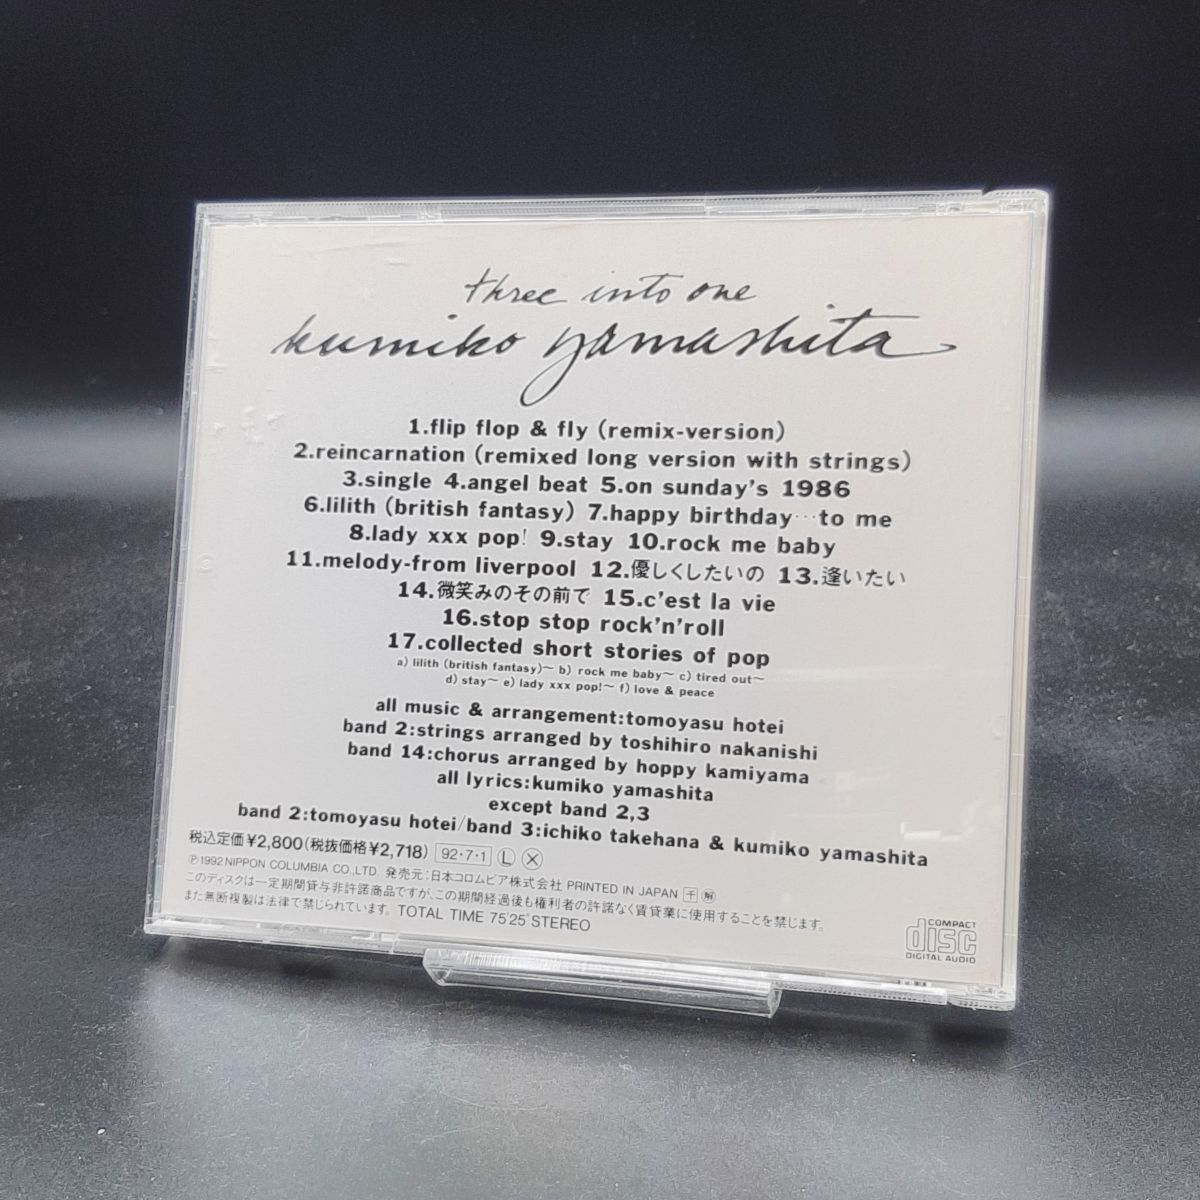 three into one
kumiko yamashita
1.flip flop & fly (remix-version)
2.reincarnation (remixed long version with strings)
3.single 4.angel beat 5.on sunday's 1986
6.lilith (british fantasy) 7.happy birthday…to me
8.lady xxx pop! 9.stay 10.rock me baby
11.melody-from liverpool 12.優しくしたいの 13.逢いたい
14.微笑みのその前で 15.c'est la vie
16.stop stop rock'n'roll
17.collected short stories of pop
a) lilith (british fantasy)〜 b) rock me baby〜 c) tired out〜
d) stay〜 e) lady xxx pop!〜 f) love & peace
all music & arrangement:tomoyasu hotei
band 2:strings arranged by toshihiro nakanishi
band 14:chorus arranged by hoppy kamiyama
all lyrics:kumiko yamashita
except band 2,3
band 2:tomoyasu hotei/band 3:ichiko takehana & kumiko yamashita
税込定価¥2,800(税抜価格¥2,718) 92・7・1 Ⓛ Ⓧ
Ⓟ1992 NIPPON COLUMBIA CO.,LTD. 発売元:日本コロムビア株式会社 PRINTED IN JAPAN
このディスクは一定期間貸与非許諾商品ですが、この期間経過後も権利者の許諾なく賃貸業に使用することを禁じます。
また無断複製は法律で禁じられています。 TOTAL TIME 75'25" STEREO
COMPACT
disc
DIGITAL AUDIO